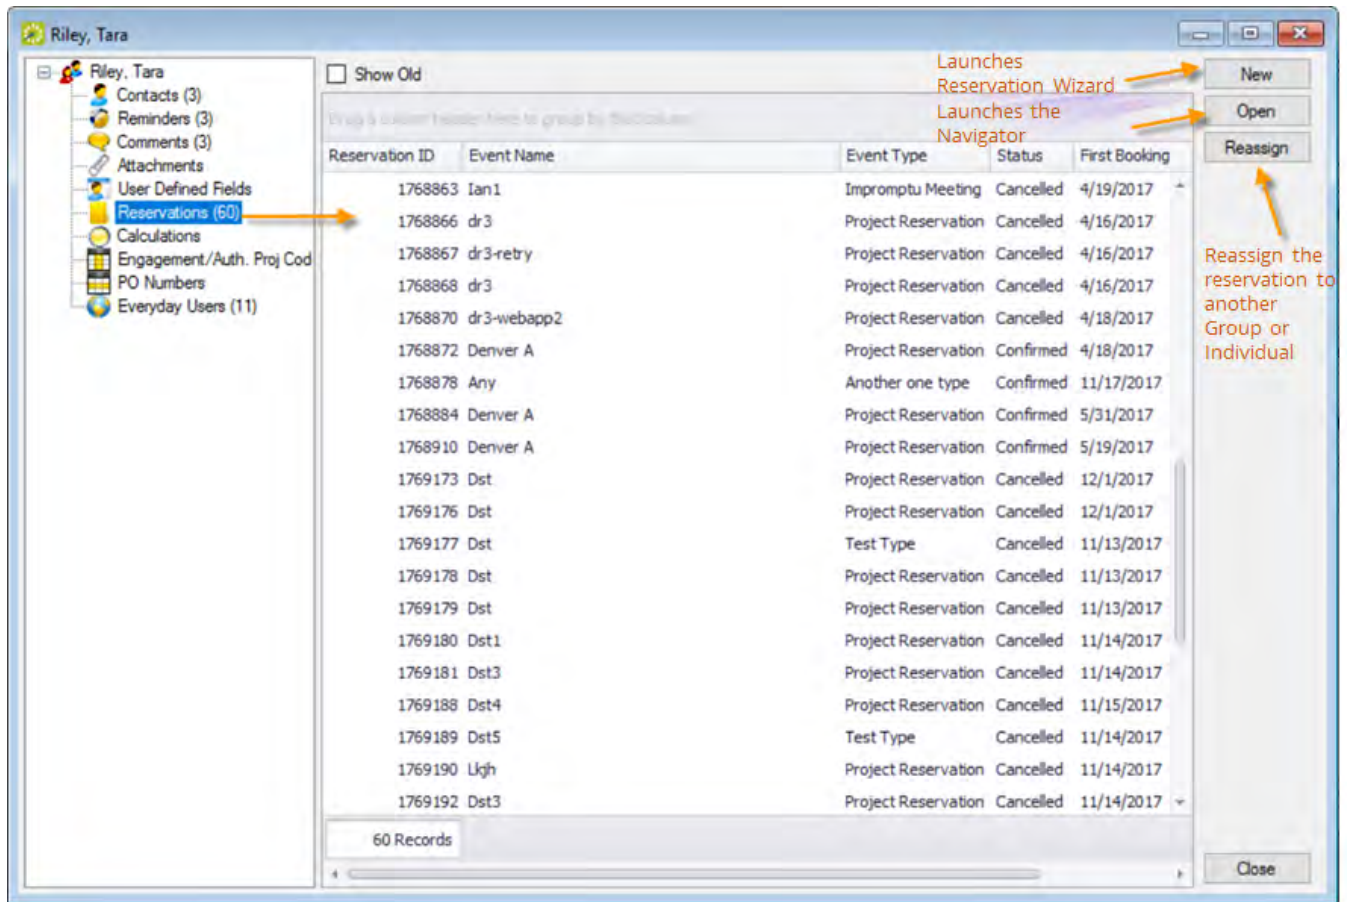 Riley, Tara
Riley, Tara
Contacts (3)
Reminders (3)
Comments (3)
Attachments
User Defined Fields
Reservations (60)
Calculations
Engagement/Auth. Proj Cod
PO Numbers
Everyday Users (11)
Show Old
Drag a column header here to group by that column
Launches
Reservation Wizard
Launches the
Navigator
New
Open
Reassign
Reassign the
reservation to
another
Group or
Individual
Reservation ID Event Name Event Type Status First Booking
1768863 Ian1 Impromptu Meeting Cancelled 4/19/2017
1768866 dr3 Project Reservation Cancelled 4/16/2017
1768867 dr3-retry Project Reservation Cancelled 4/16/2017
1768868 dr3 Project Reservation Cancelled 4/16/2017
1768870 dr3-webapp2 Project Reservation Cancelled 4/18/2017
1768872 Denver A Project Reservation Confirmed 4/18/2017
1768878 Any Another one type Confirmed 11/17/2017
1768884 Denver A Project Reservation Confirmed 5/31/2017
1768910 Denver A Project Reservation Confirmed 5/19/2017
1769173 Dst Project Reservation Cancelled 12/1/2017
1769176 Dst Project Reservation Cancelled 12/1/2017
1769177 Dst Test Type Cancelled 11/13/2017
1769178 Dst Project Reservation Cancelled 11/13/2017
1769179 Dst Project Reservation Cancelled 11/13/2017
1769180 Dst1 Project Reservation Cancelled 11/14/2017
1769181 Dst3 Project Reservation Cancelled 11/14/2017
1769188 Dst4 Project Reservation Cancelled 11/15/2017
1769189 Dst5 Test Type Cancelled 11/14/2017
1769190 Lkjh Project Reservation Cancelled 11/14/2017
1769192 Dst3 Project Reservation Cancelled 11/14/2017
60 Records
Close